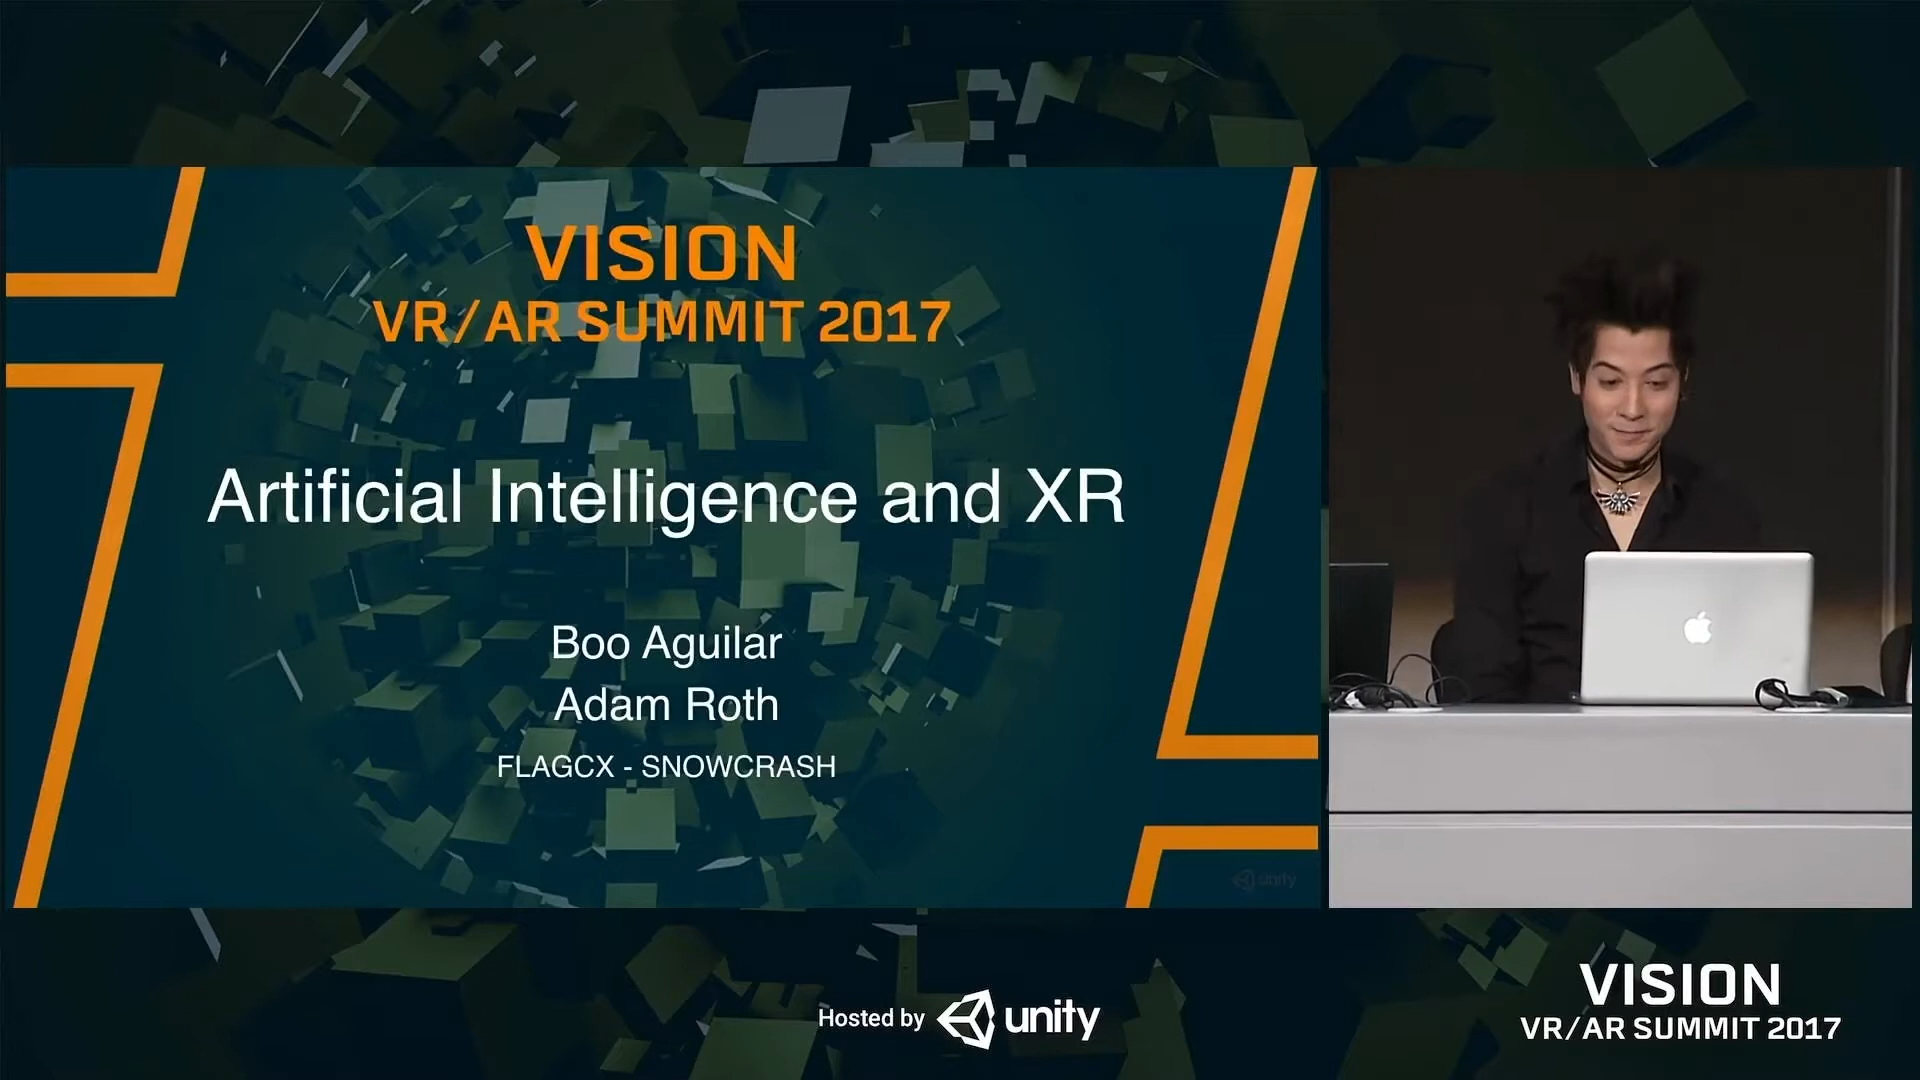 VISION
VR/AR SUMMIT 2017
Artificial Intelligence and XR
Boo Aguilar
Adam Roth
FLAGCX - SNOWCRASH
unity
Hosted by unity
VISION
VR/AR SUMMIT 2017